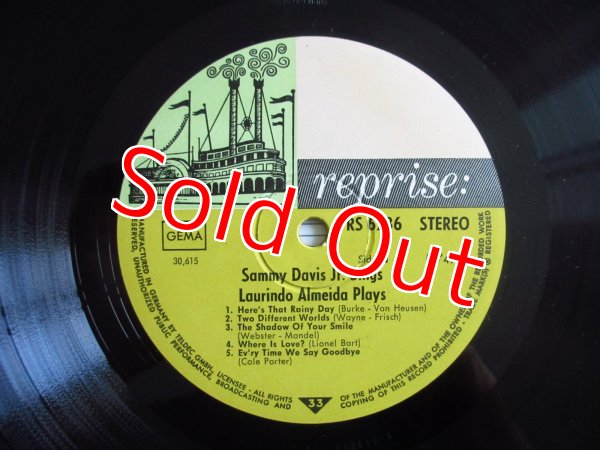 Sold Out
reprise:
STEREO
GEMA
30,615
Sammy Davis Jr. Sings
Laurindo Almeida Plays
1. Here's That Rainy Day (Burke - Van Heusen)
2. Two Different Worlds (Wayne - Frisch)
3. The Shadow Of Your Smile
(Webster - Mandel)
4. Where Is Love? (Lionel Bart)
5. Ev'ry Time We Say Goodbye
(Cole Porter)
33
MANUFACTURED IN GERMANY BY TELDEC GMBH, LICENSEE - ALL RIGHTS
RESERVED, UNAUTHORIZED PUBLIC PERFORMANCE, BROADCASTING AND
COPYING OF THIS RECORD PROHIBITED - TRADE MARK(S) REGISTERED
OF THE MANUFACTURER AND OF THE OWNER OF THE RECORDED WORK